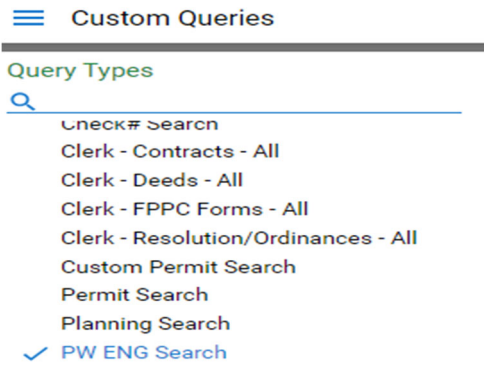 Custom Queries
Query Types
Check# Search
Clerk - Contracts - All
Clerk - Deeds - All
Clerk - FPPC Forms - All
Clerk - Resolution/Ordinances - All
Custom Permit Search
Permit Search
Planning Search
PW ENG Search